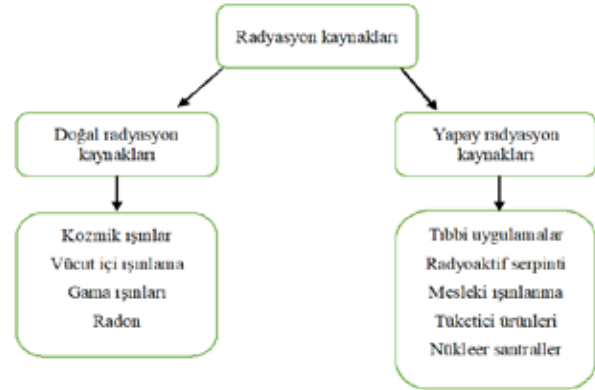 Radyasyon kaynakları
Doğal radyasyon
kaynakları
Yapay radyasyon
kaynakları
Kozmik ışınlar
Vücut içi ışınlama
Gama ışınları
Radon
Tıbbi uygulamalar
Radyoaktif serpinti
Mesleki ışınlanma
Tüketici ürünleri
Nükleer santraller